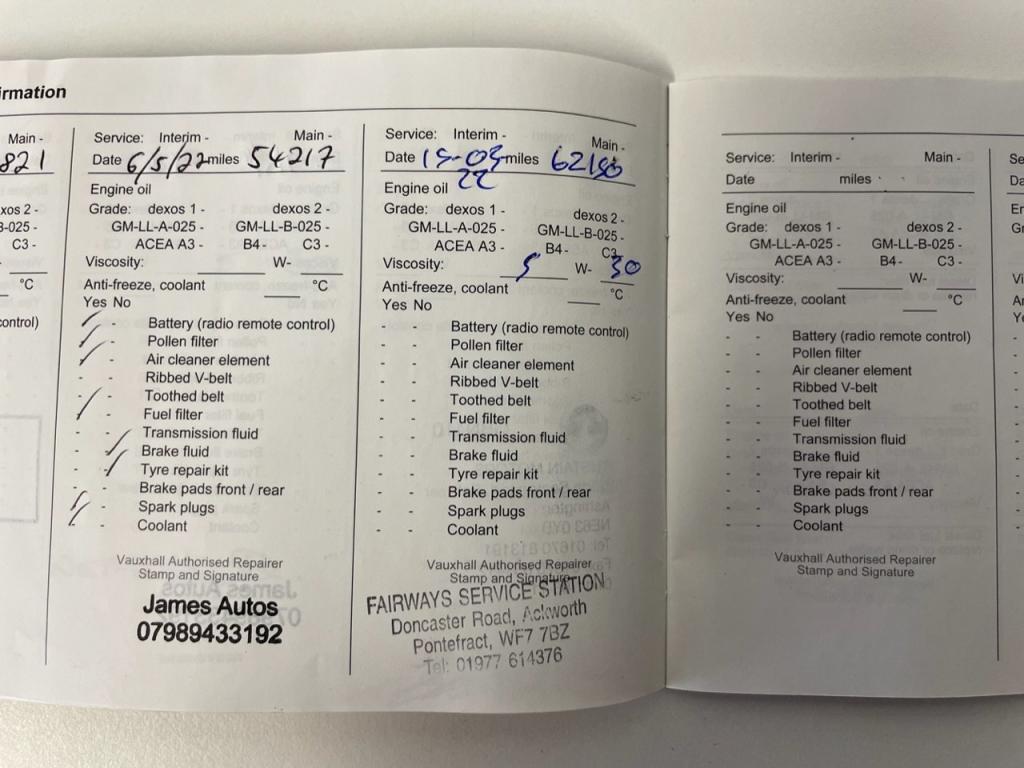 irmation
Main -
821
xos 2 -
B-025 -
C3 -
°C
control)
Service: Interim - Main -
Date 6/5/22 miles 54217
Engine oil
Grade: dexos 1 - dexos 2 -
GM-LL-A-025 - GM-LL-B-025 -
ACEA A3 - B4 - C3 -
Viscosity: W-
Anti-freeze, coolant °C
Yes No
- - Battery (radio remote control)
- - Pollen filter
- - Air cleaner element
- - Ribbed V-belt
- - Toothed belt
- - Fuel filter
- - Transmission fluid
- - Brake fluid
- - Tyre repair kit
- - Brake pads front / rear
- - Spark plugs
- - Coolant
Vauxhall Authorised Repairer
Stamp and Signature
James Autos
07989433192
Service: Interim - Main -
Date 15-03 miles
22
Engine oil
Grade: dexos 1 - dexos 2 -
GM-LL-A-025 - GM-LL-B-025 -
ACEA A3 - B4 - C3
Viscosity: 5 W- 30
Anti-freeze, coolant °C
Yes No
- - Battery (radio remote control)
- - Pollen filter
- - Air cleaner element
- - Ribbed V-belt
- - Toothed belt
- - Fuel filter
- - Transmission fluid
- - Brake fluid
- - Tyre repair kit
- - Brake pads front / rear
- - Spark plugs
- - Coolant
Vauxhall Authorised Repairer
Stamp and Signature
FAIRWAYS SERVICE STATION
Doncaster Road, Ackworth
Pontefract, WF7 7BZ
Tel: 01977 614376
Service: Interim - Main -
Date miles
Engine oil
Grade: dexos 1 - dexos 2 -
GM-LL-A-025 - GM-LL-B-025 -
ACEA A3 - B4 - C3 -
Viscosity: W-
Anti-freeze, coolant °C
Yes No
- - Battery (radio remote control)
- - Pollen filter
- - Air cleaner element
- - Ribbed V-belt
- - Toothed belt
- - Fuel filter
- - Transmission fluid
- - Brake fluid
- - Tyre repair kit
- - Brake pads front / rear
- - Spark plugs
- - Coolant
Vauxhall Authorised Repairer
Stamp and Signature
Se
Da